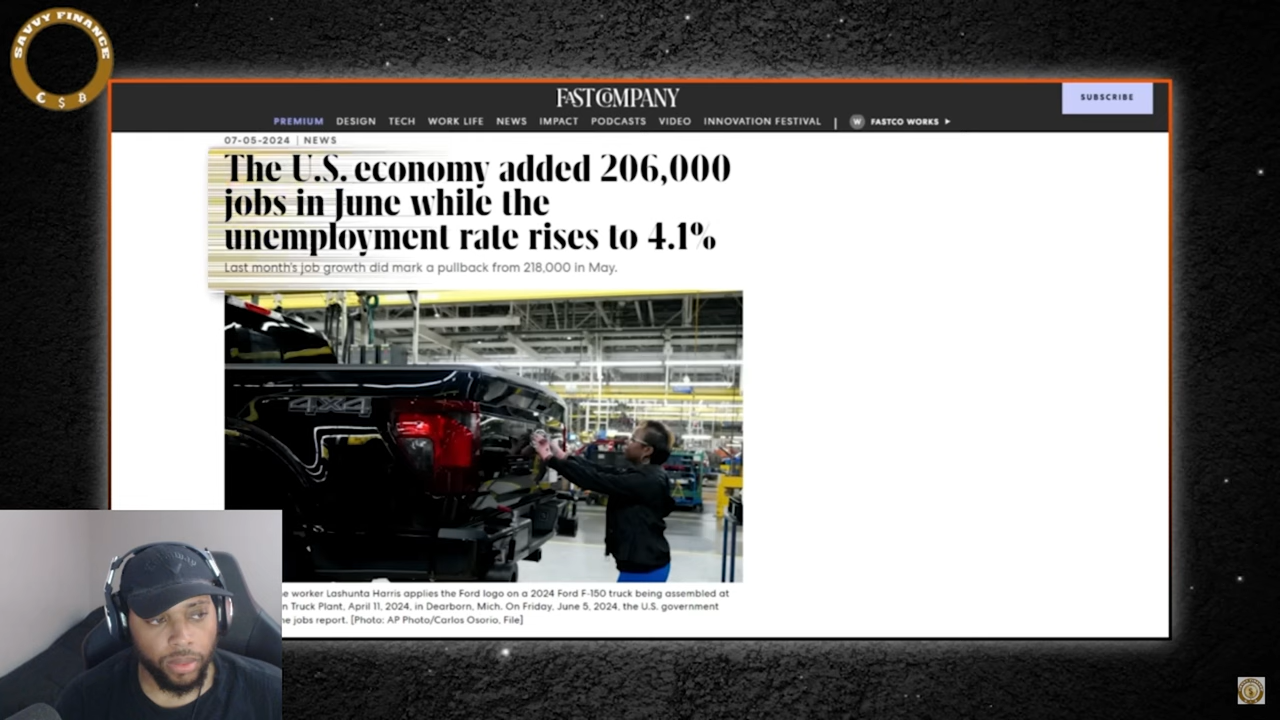 SAVVY FINANCE
€ $ B
FAST COMPANY
SUBSCRIBE
PREMIUM DESIGN TECH WORK LIFE NEWS IMPACT PODCASTS VIDEO INNOVATION FESTIVAL | W FASTCO WORKS
07-05-2024 | NEWS
The U.S. economy added 206,000
jobs in June while the
unemployment rate rises to 4.1%
Last month's job growth did mark a pullback from 218,000 in May.
4x4
worker Lashunta Harris applies the Ford logo on a 2024 Ford F-150 truck being assembled at
Truck Plant, April 11, 2024, in Dearborn, Mich. On Friday, June 5, 2024, the U.S. government
jobs report. [Photo: AP Photo/Carlos Osorio, File]